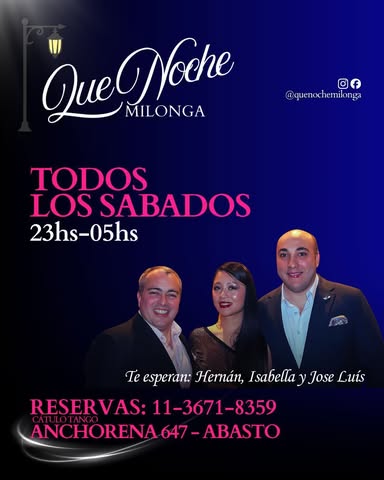 Que Noche
MILONGA
@quenochemilonga
TODOS
LOS SABADOS
23hs-05hs
Te esperan: Hernán, Isabella y Jose Luís
RESERVAS: 11-3671-8359
CATULO TANGO
ANCHORENA 647 - ABASTO